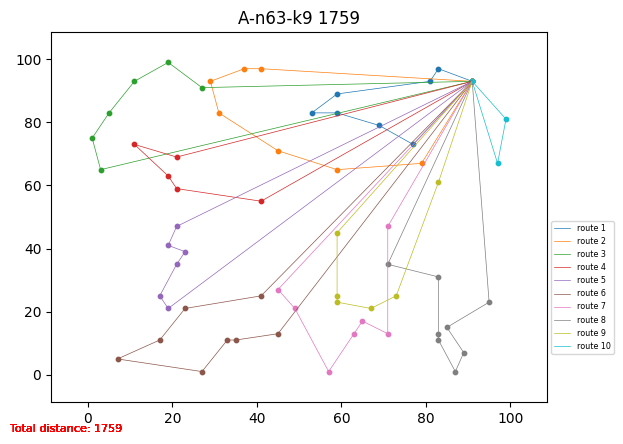 A-n63-k9 1759
100
80
60
40
20
0
0 20 40 60 80 100
route 1
route 2
route 3
route 4
route 5
route 6
route 7
route 8
route 9
route 10
Total distance: 1759